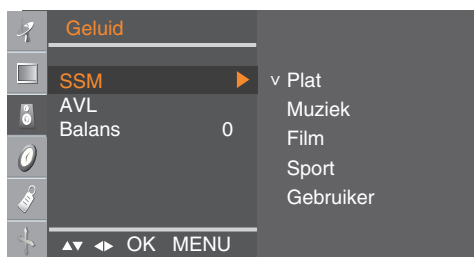 Geluid
SSM
AVL
Balans 0
v Plat
Muziek
Film
Sport
Gebruiker
▲▼ ◀▶ OK MENU